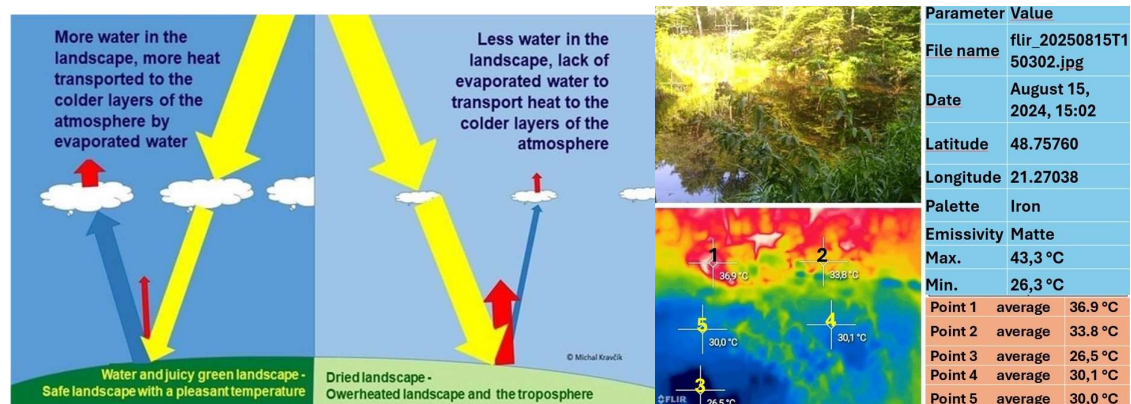 More water in the
landscape, more heat
transported to the
colder layers of the
atmosphere by
evaporated water
Less water in the
landscape, lack of
evaporated water to
transport heat to the
colder layers of the
atmosphere
© Michal Kravčík
Water and juicy green landscape -
Safe landscape with a pleasant temperature
Dried landscape -
Owerheated landscape and the troposphere
1
36,9 °C
2
33,8 °C
5
30,0 °C
4
30,1 °C
3
26,5 °C
FLIR
Parameter Value
File name flir_20250815T1
50302.jpg
Date August 15,
2024, 15:02
Latitude 48.75760
Longitude 21.27038
Palette Iron
Emissivity Matte
Max. 43,3 °C
Min. 26,3 °C
Point 1 average 36.9 °C
Point 2 average 33.8 °C
Point 3 average 26,5 °C
Point 4 average 30,1 °C
Point 5 average 30,0 °C